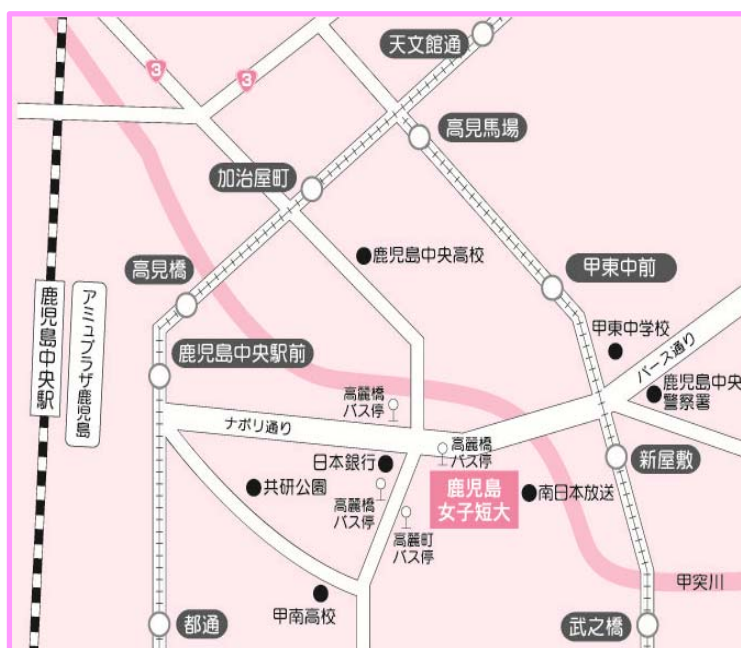 天文館通
3
3
高見馬場
加治屋町
鹿児島中央高校
甲東中前
高見橋
鹿児島中央駅
アミュプラザ鹿児島
甲東中学校
鹿児島中央駅前
パース通り
鹿児島中央
警察署
高麗橋
バス停
ナポリ通り
高麗橋
バス停
日本銀行
新屋敷
共研公園
高麗橋
バス停
鹿児島
女子短大
南日本放送
高麗町
バス停
甲突川
甲南高校
都通
武之橋